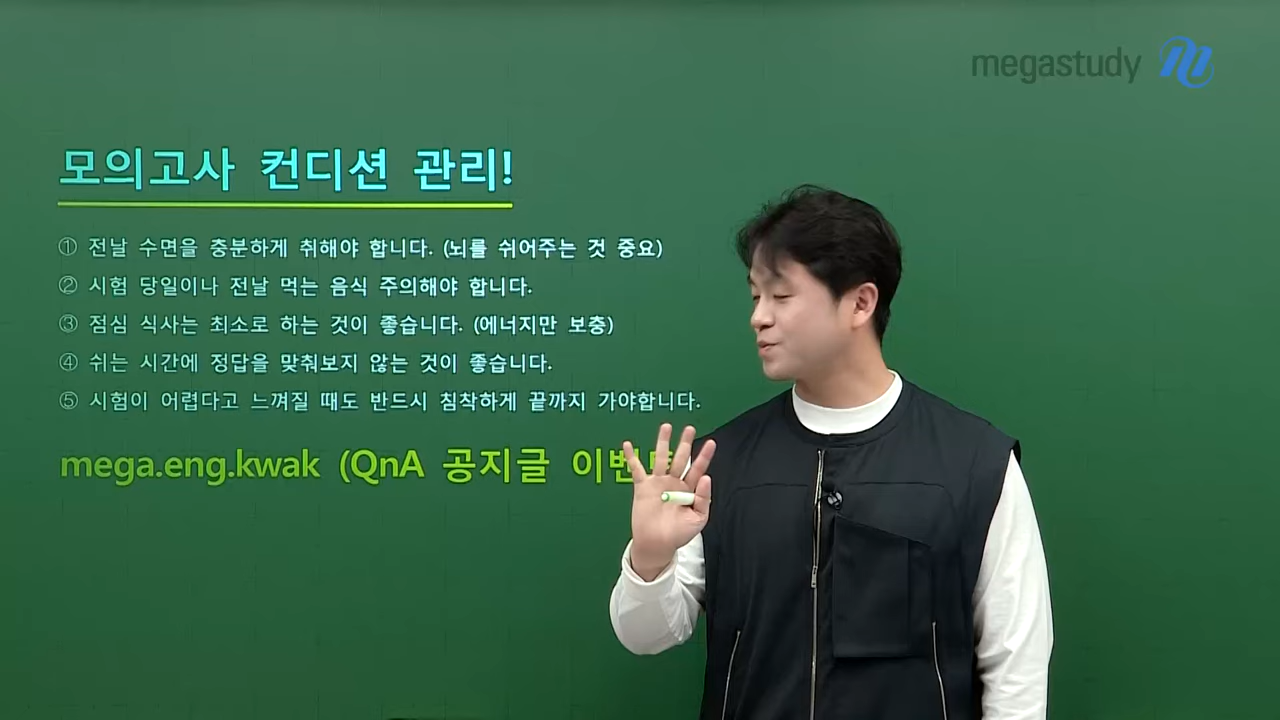 megastudy
모의고사 컨디션 관리!
① 전날 수면을 충분하게 취해야 합니다. (뇌를 쉬어주는 것 중요)
② 시험 당일이나 전날 먹는 음식 주의해야 합니다.
③ 점심 식사는 최소로 하는 것이 좋습니다. (에너지만 보충)
④ 쉬는 시간에 정답을 맞춰보지 않는 것이 좋습니다.
⑤ 시험이 어렵다고 느껴질 때도 반드시 침착하게 끝까지 가야합니다.
mega.eng.kwak (QnA 공지글